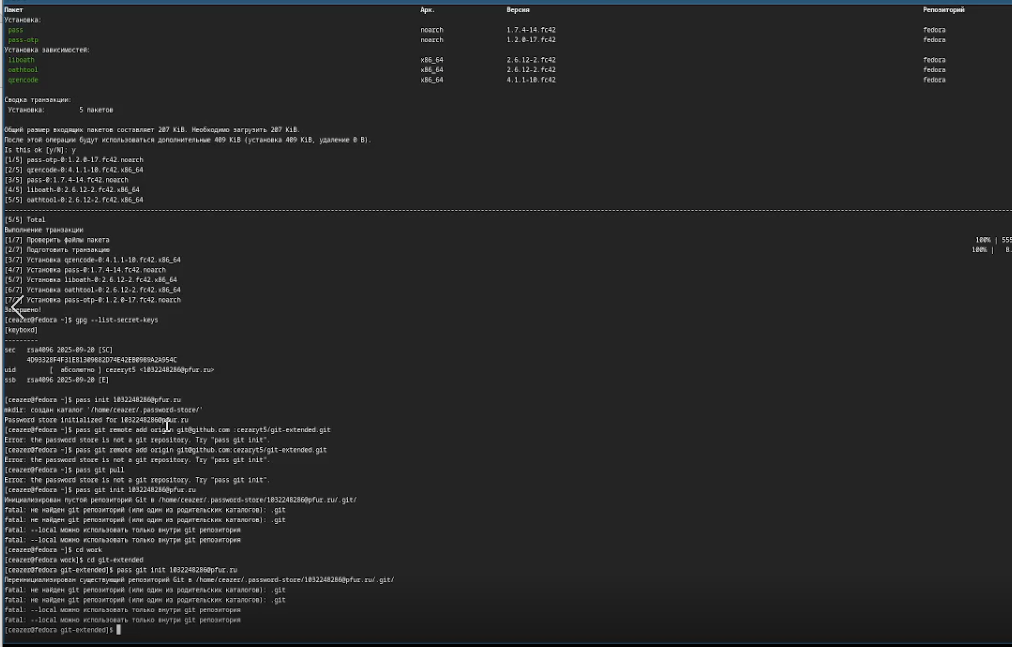 Пакет Арк. Версия Репозиторий
Установка:
pass noarch 1.7.4-14.fc42 fedora
pass-otp noarch 1.2.0-17.fc42 fedora
Установка зависимостей:
liboath x86_64 2.6.12-2.fc42 fedora
oathtool x86_64 2.6.12-2.fc42 fedora
qrencode x86_64 4.1.1-10.fc42 fedora
Сводка транзакции:
Установка: 5 пакетов
Общий размер входящих пакетов составляет 207 KiB. Необходимо загрузить 207 KiB.
После этой операции будут использоваться дополнительные 409 KiB (установка 409 KiB, удаление 0 B).
Is this ok [y/N]: y
[1/5] pass-otp-0:1.2.0-17.fc42.noarch
[2/5] qrencode-0:4.1.1-10.fc42.x86_64
[3/5] pass-0:1.7.4-14.fc42.noarch
[4/5] liboath-0:2.6.12-2.fc42.x86_64
[5/5] oathtool-0:2.6.12-2.fc42.x86_64
[5/5] Total
Выполнение транзакции
[1/7] Проверить файлы пакета 100% | 555
[2/7] Подготовить транзакцию 100% | 8.
[3/7] Установка qrencode-0:4.1.1-10.fc42.x86_64
[4/7] Установка pass-0:1.7.4-14.fc42.noarch
[5/7] Установка liboath-0:2.6.12-2.fc42.x86_64
[6/7] Установка oathtool-0:2.6.12-2.fc42.x86_64
[7/7] Установка pass-otp-0:1.2.0-17.fc42.noarch
Завершено!
[ceazer@fedora ~]$ gpg --list-secret-keys
[keyboxd]
---------
sec rsa4096 2025-09-20 [SC]
uid [ абсолютно ] cezeryt5 <1032248286@pfur.ru>
ssb rsa4096 2025-09-20 [E]
[ceazer@fedora ~]$ pass init 1032248286@pfur.ru
mkdir: создан каталог '/home/ceazer/.password-store/'
Password store initialized for 1032248286@pfur.ru
[ceazer@fedora ~]$ pass git remote add origin git@github.com :cezaryt5/git-extended.git
Error: the password store is not a git repository. Try "pass git init".
[ceazer@fedora ~]$ pass git remote add origin git@github.com:cezaryt5/git-extended.git
Error: the password store is not a git repository. Try "pass git init".
[ceazer@fedora ~]$ pass git pull
Error: the password store is not a git repository. Try "pass git init".
[ceazer@fedora ~]$ pass git init 1032248286@pfur.ru
Инициализирован пустой репозиторий Git в /home/ceazer/.password-store/1032248286@pfur.ru/.git/
fatal: не найден git репозиторий (или один из родительских каталогов): .git
fatal: не найден git репозиторий (или один из родительских каталогов): .git
fatal: --local можно использовать только внутри git репозитория
fatal: --local можно использовать только внутри git репозитория
[ceazer@fedora ~]$ cd work
[ceazer@fedora work]$ cd git-extended
[ceazer@fedora git-extended]$ pass git init 1032248286@pfur.ru
Переинициализирован существующий репозиторий Git в /home/ceazer/.password-store/1032248286@pfur.ru/.git/
fatal: не найден git репозиторий (или один из родительских каталогов): .git
fatal: не найден git репозиторий (или один из родительских каталогов): .git
fatal: --local можно использовать только внутри git репозитория
fatal: --local можно использовать только внутри git репозитория
[ceazer@fedora git-extended]$